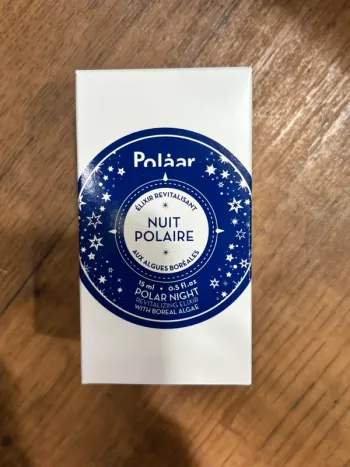 Polåar
ÉLIXIR REVITALISANT
NUIT
POLAIRE
AUX ALGUES BORÉALES
15 ml • 0.5 fl.oz
POLAR NIGHT
REVITALIZING ELIXIR
WITH BOREAL ALGAE